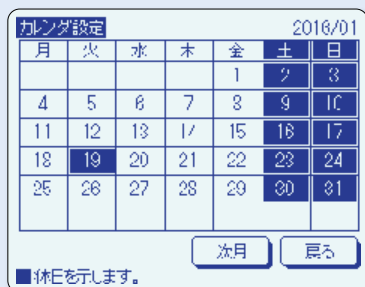 カレンダ設定 2016/01
月 火 水 木 金 土 日
1 2 3
4 5 6 7 8 9 10
11 12 13 14 15 16 17
18 19 20 21 22 23 24
25 26 27 28 29 30 31
次月 戻る
■休日を示します。